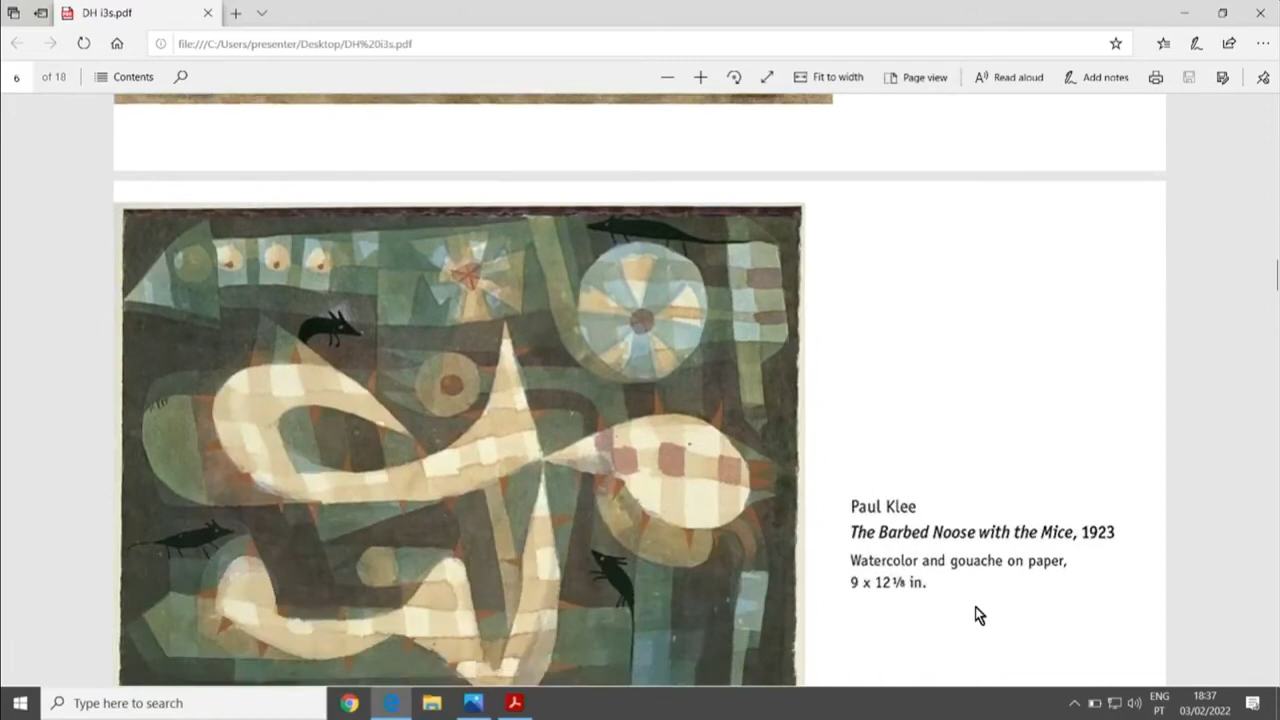 DH i3s.pdf
file:///C:/Users/presenter/Desktop/DH%20i3s.pdf
6 of 18 Contents Fit to width Page view Read aloud Add notes
Paul Klee
The Barbed Noose with the Mice, 1923
Watercolor and gouache on paper,
9 x 12 1/8 in.
Type here to search
ENG 18:37
PT 03/02/2022